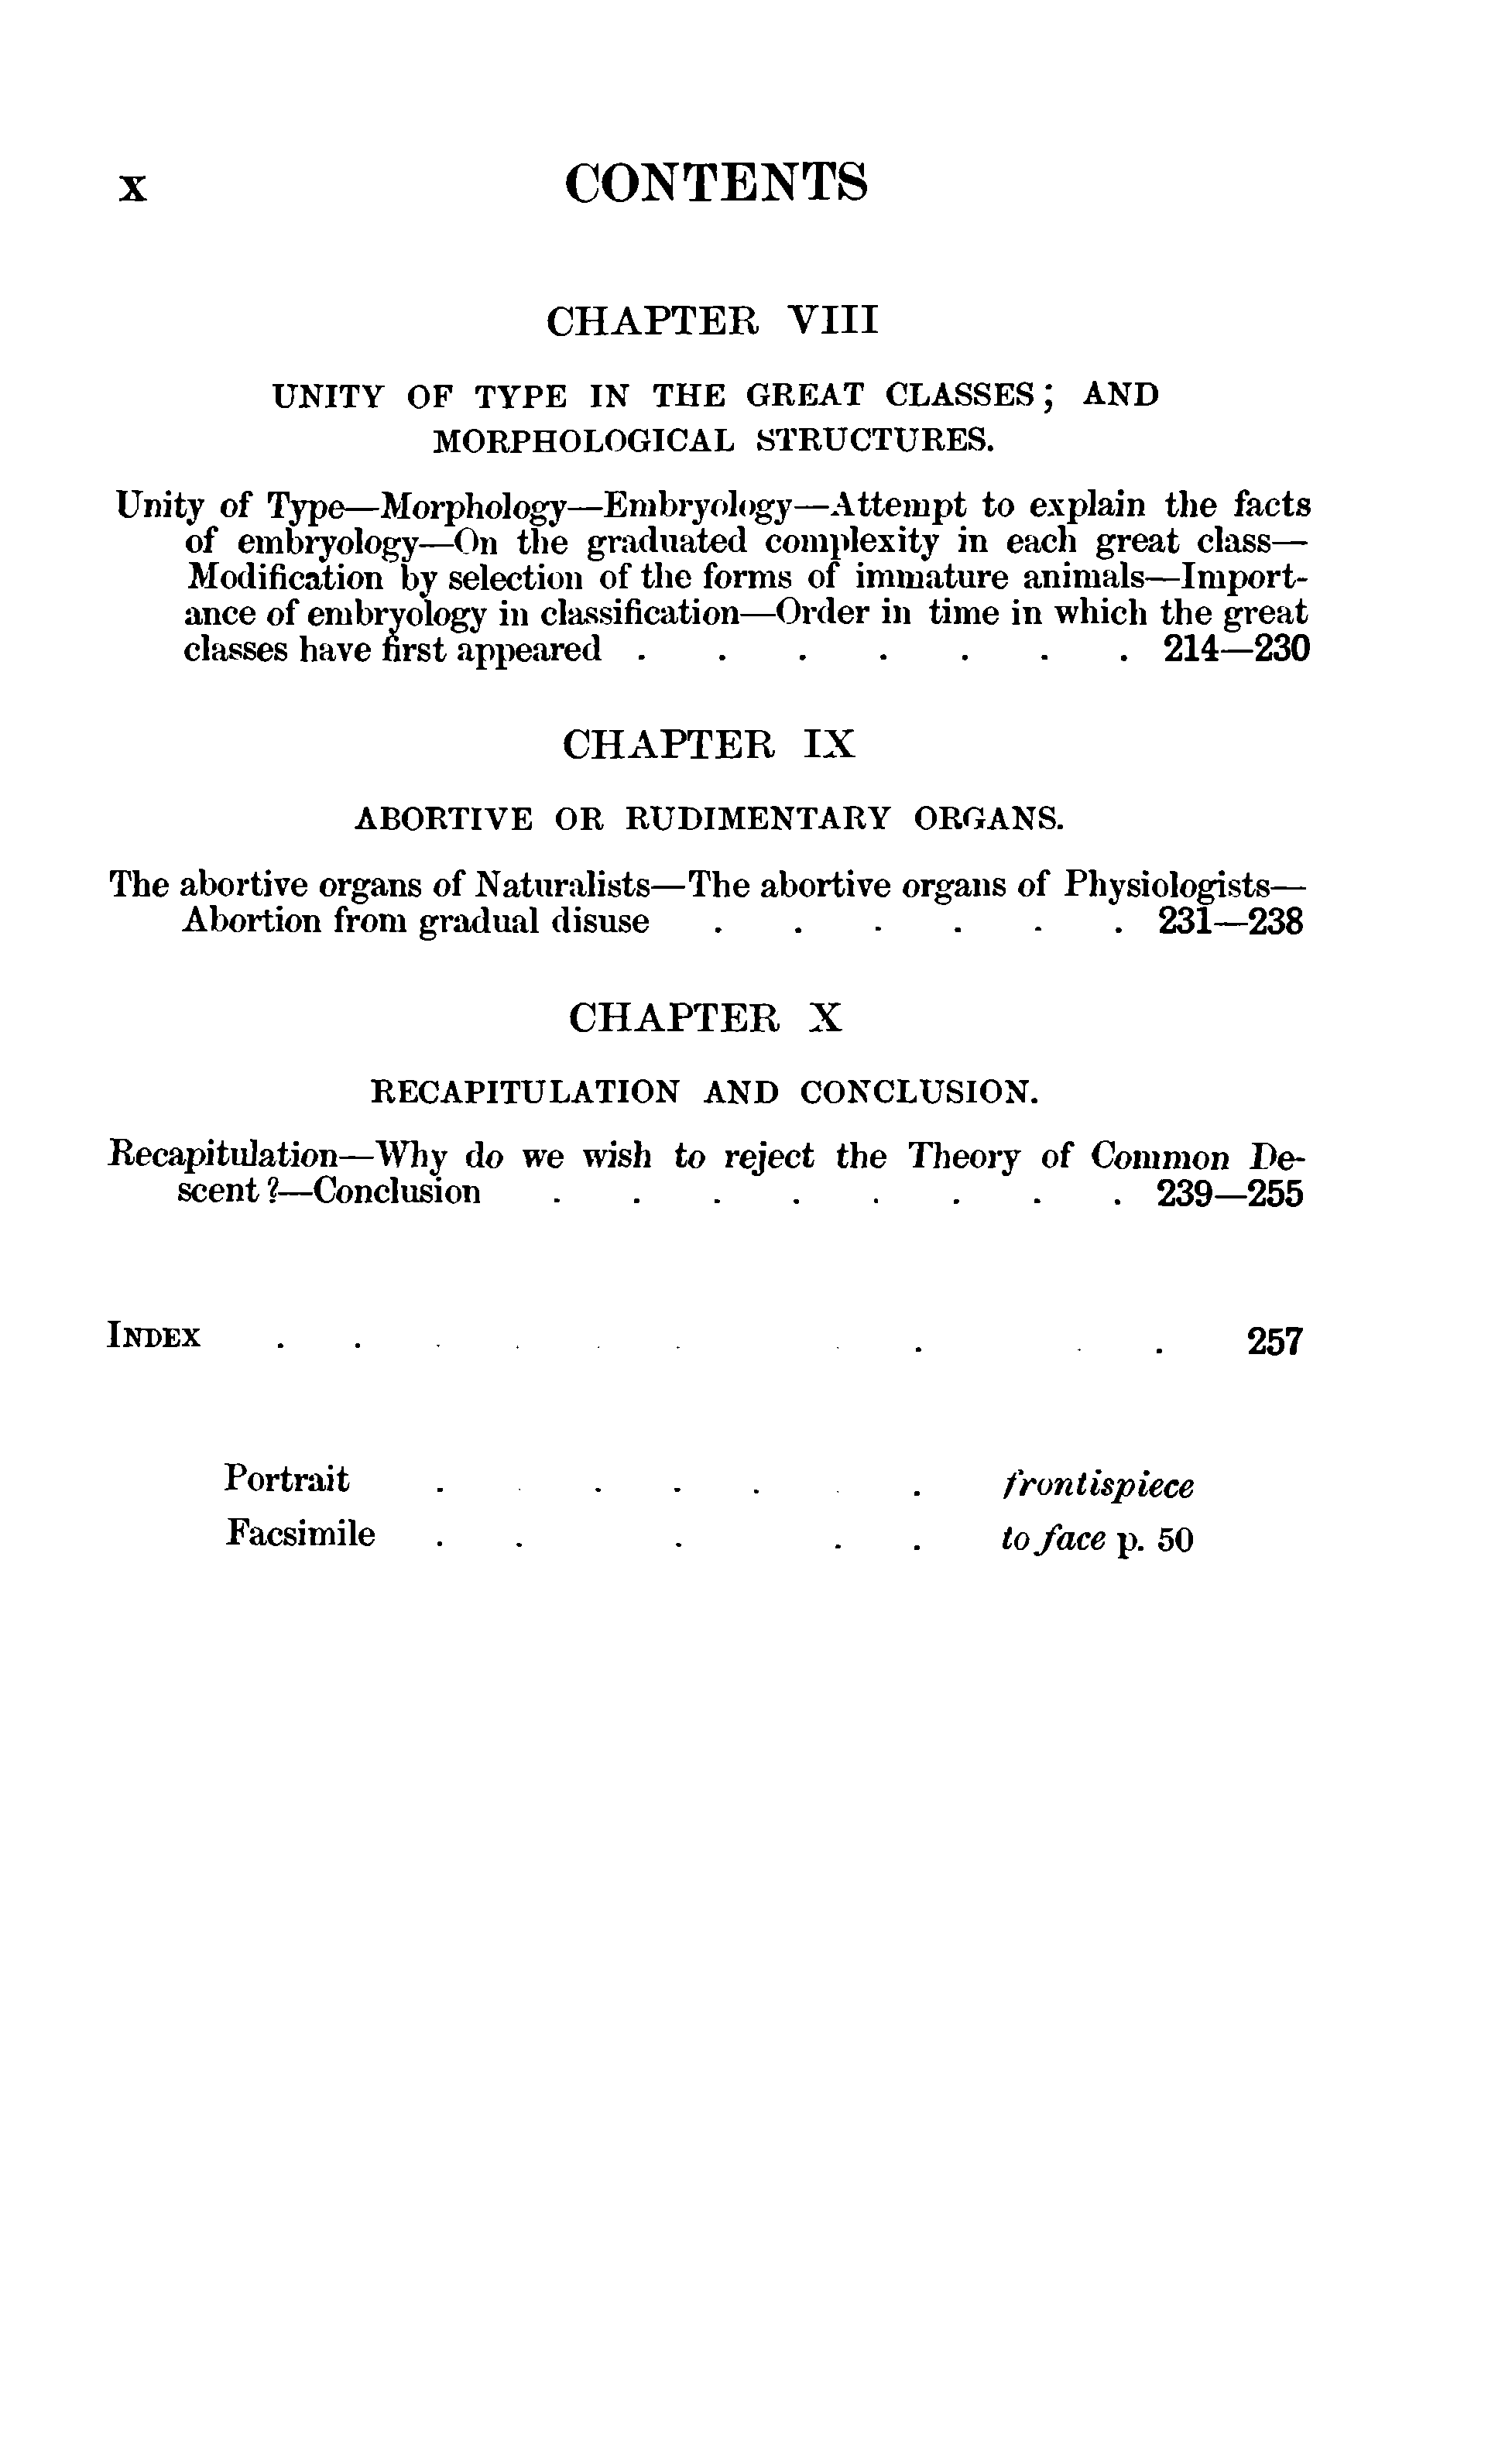 x CONTENTS
CHAPTER VIII
UNITY OF TYPE IN THE GREAT CLASSES; AND
MORPHOLOGICAL STRUCTURES.
Unity of Type—Morphology—Embryology—Attempt to explain the facts
of embryology—On the graduated complexity in each great class—
Modification by selection of the forms of immature animals—Import-
ance of embryology in classification—Order in time in which the great
classes have first appeared . . . . . . . 214—230
CHAPTER IX
ABORTIVE OR RUDIMENTARY ORGANS.
The abortive organs of Naturalists—The abortive organs of Physiologists—
Abortion from gradual disuse . . . . . . 231—238
CHAPTER X
RECAPITULATION AND CONCLUSION.
Recapitulation—Why do we wish to reject the Theory of Common De-
scent?—Conclusion . . . . . . . . 239—255
INDEX . . . . . . . . . . 257
Portrait . . . . . . . frontispiece
Facsimile . . . . . to face p. 50